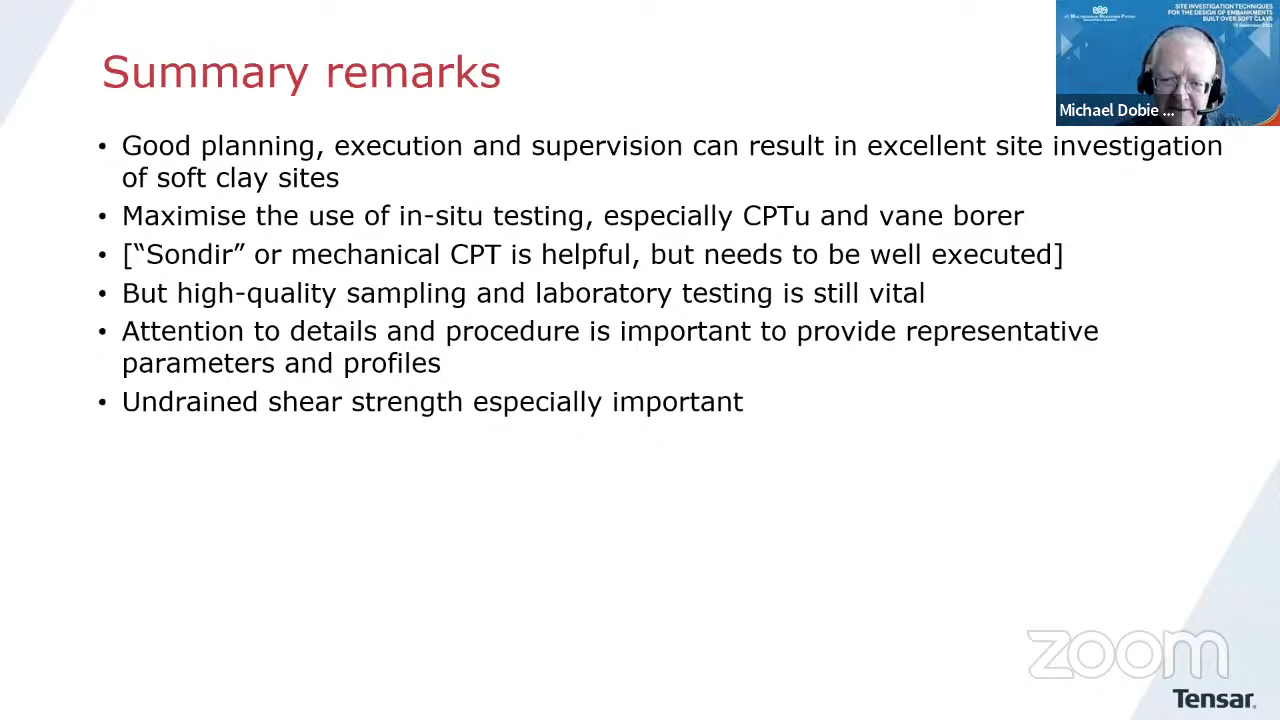 SITE INVESTIGATION TECHNIQUES
FOR THE DESIGN OF EMBANKMENTS
BUILT OVER SOFT CLAYS
Michael Dobie ...
Summary remarks
• Good planning, execution and supervision can result in excellent site investigation
of soft clay sites
• Maximise the use of in-situ testing, especially CPTu and vane borer
• [“Sondir” or mechanical CPT is helpful, but needs to be well executed]
• But high-quality sampling and laboratory testing is still vital
• Attention to details and procedure is important to provide representative
parameters and profiles
• Undrained shear strength especially important
zoom
Tensar